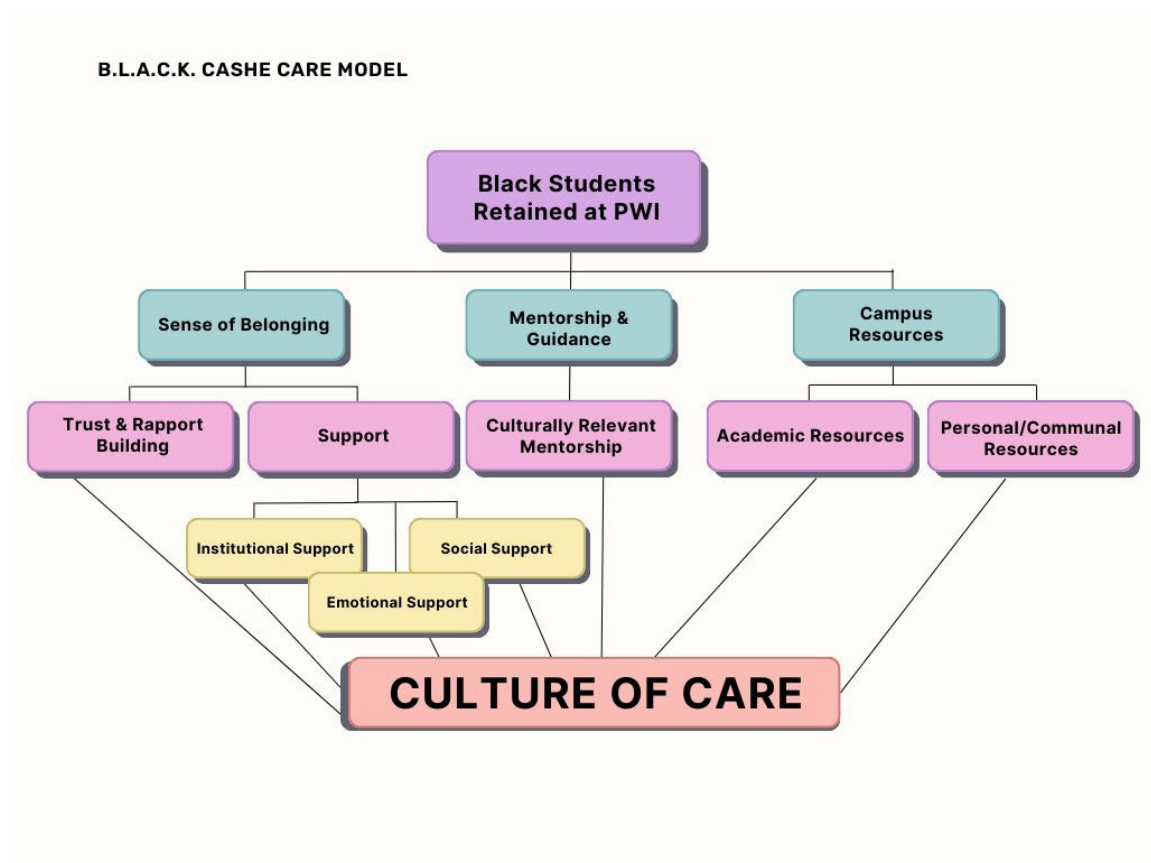 B.L.A.C.K. CASHE CARE MODEL
Black Students
Retained at PWI
Sense of Belonging
Mentorship &
Guidance
Campus
Resources
Trust & Rapport
Building
Support
Culturally Relevant
Mentorship
Academic Resources
Personal/Communal
Resources
Institutional Support
Social Support
Emotional Support
CULTURE OF CARE